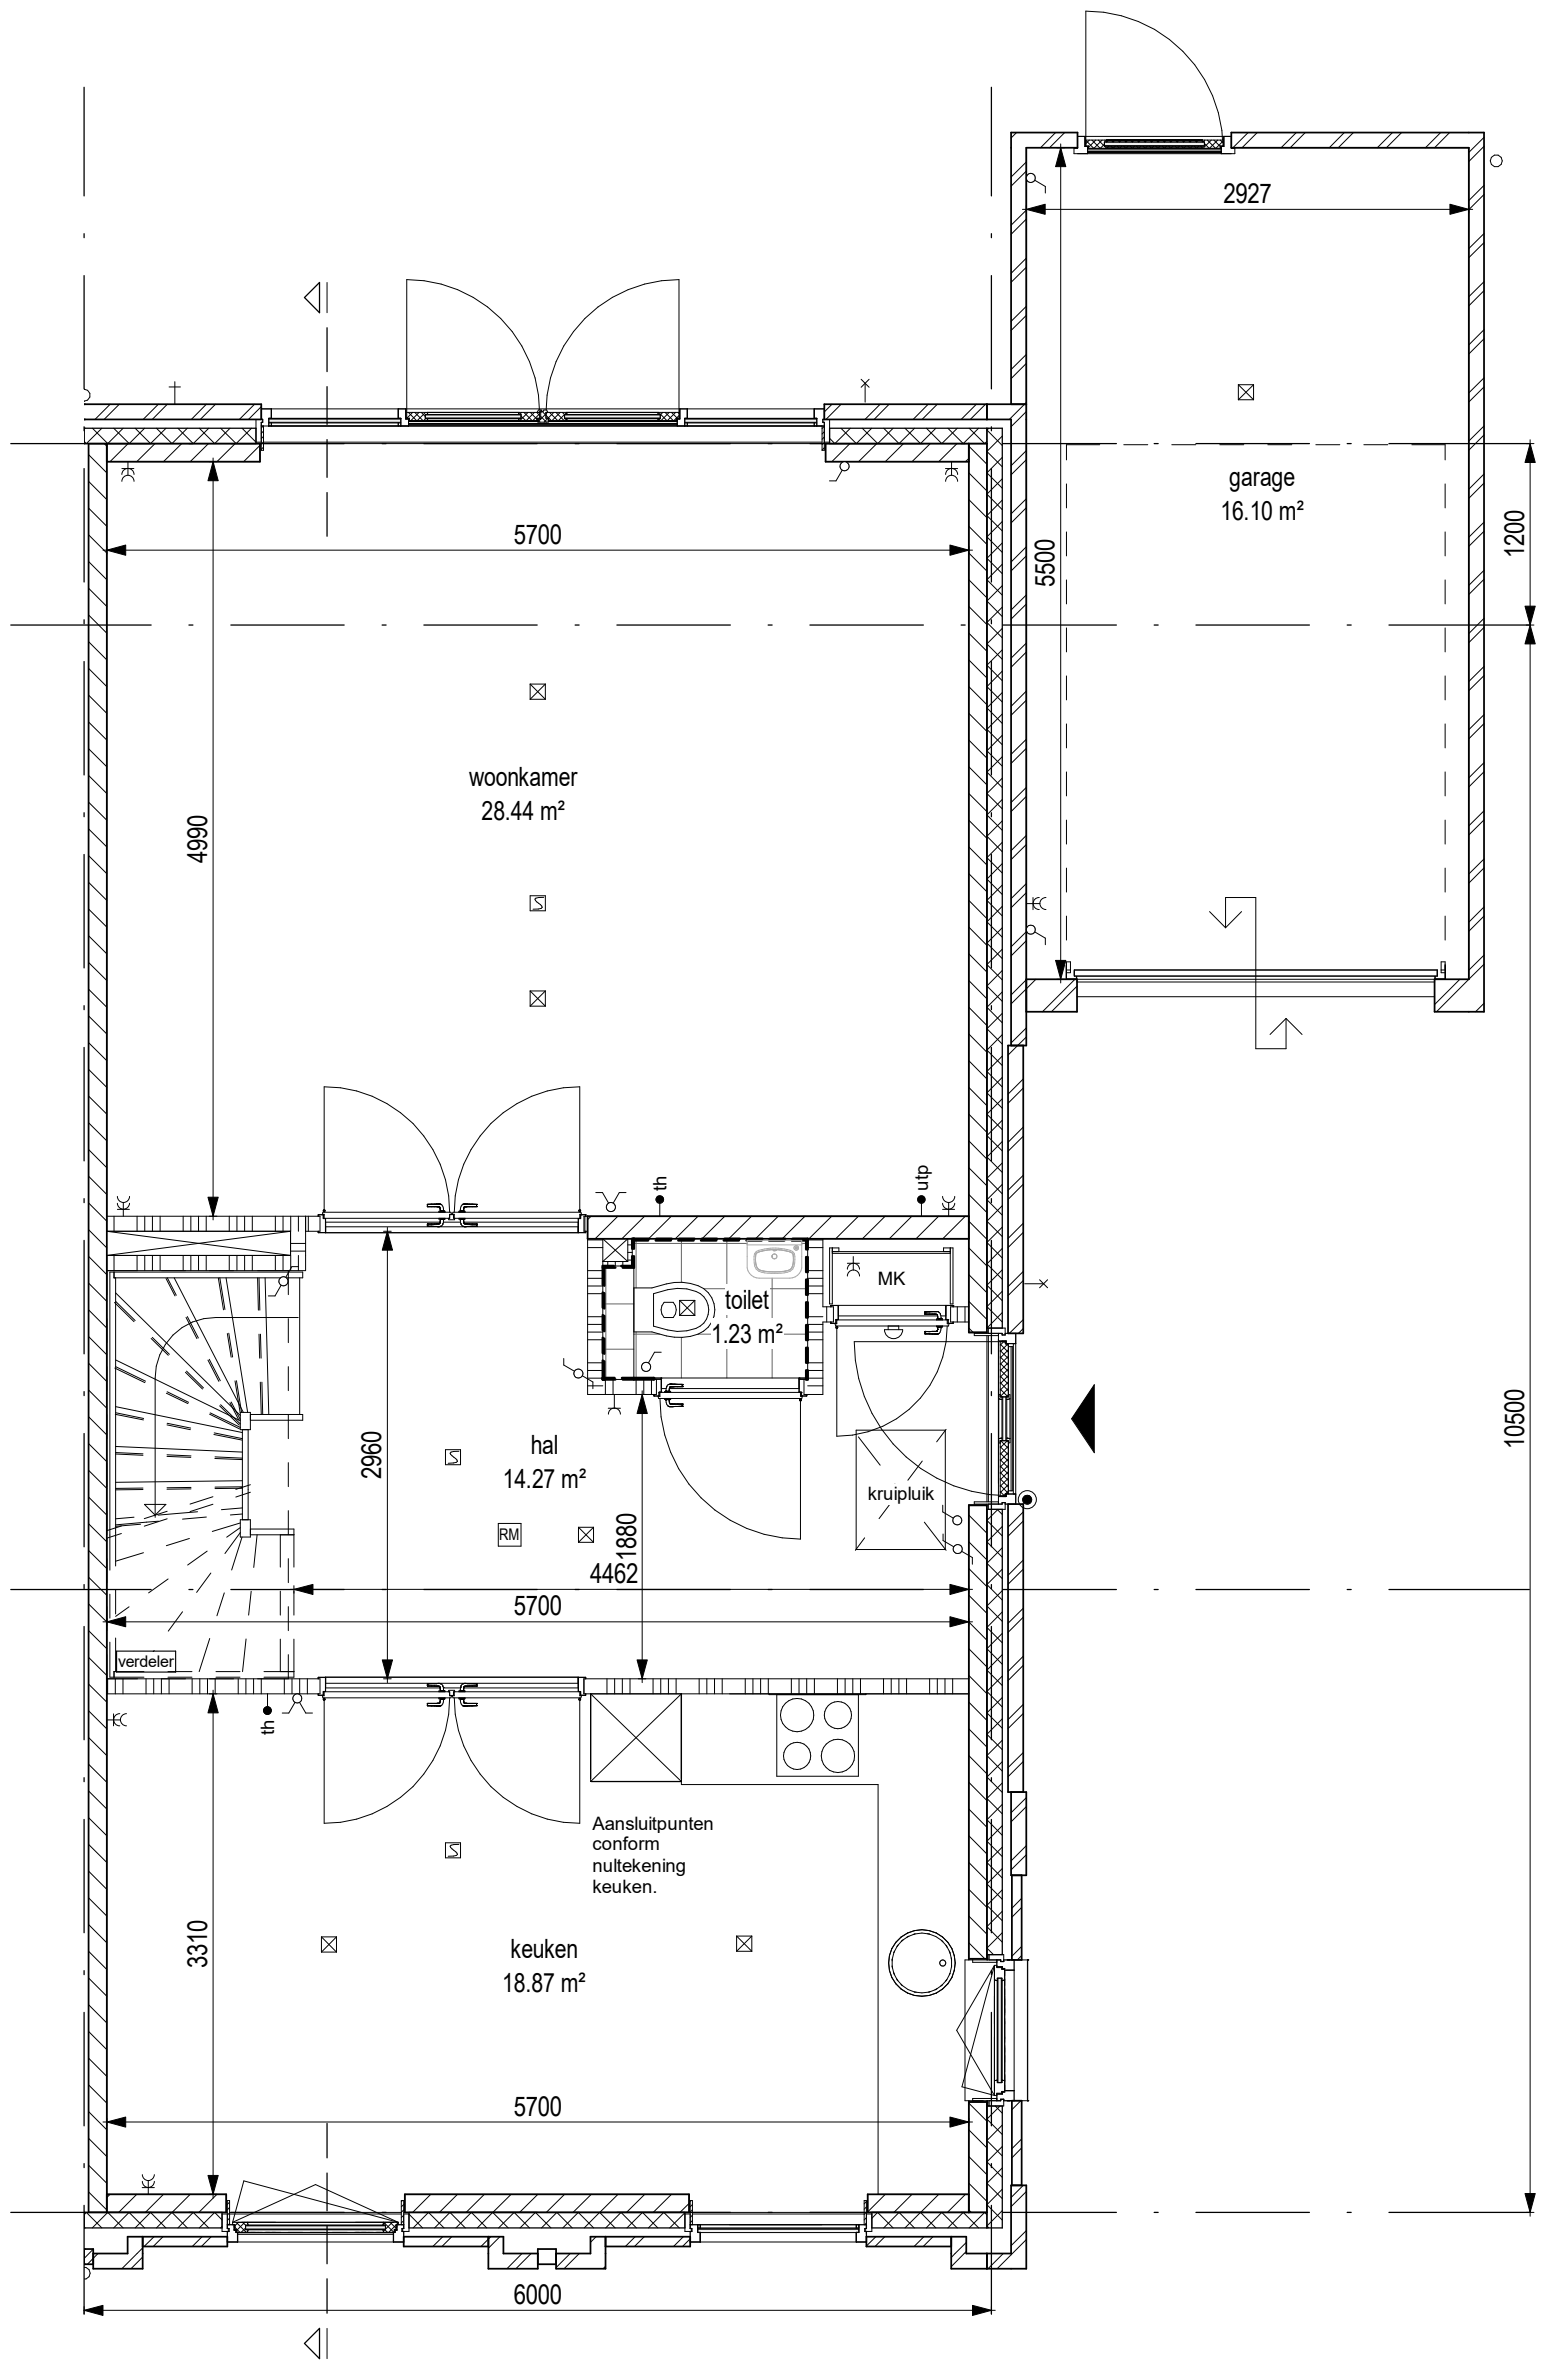 2927
garage
16.10 m²
5500
1200
5700
woonkamer
28.44 m²
4990
th
utp
MK
toilet
1.23 m²
hal
14.27 m²
2960
kruipluik
RM
1880
4462
5700
10500
verdeler
th
Aansluitpunten
conform
nultekening
keuken.
keuken
18.87 m²
3310
5700
6000